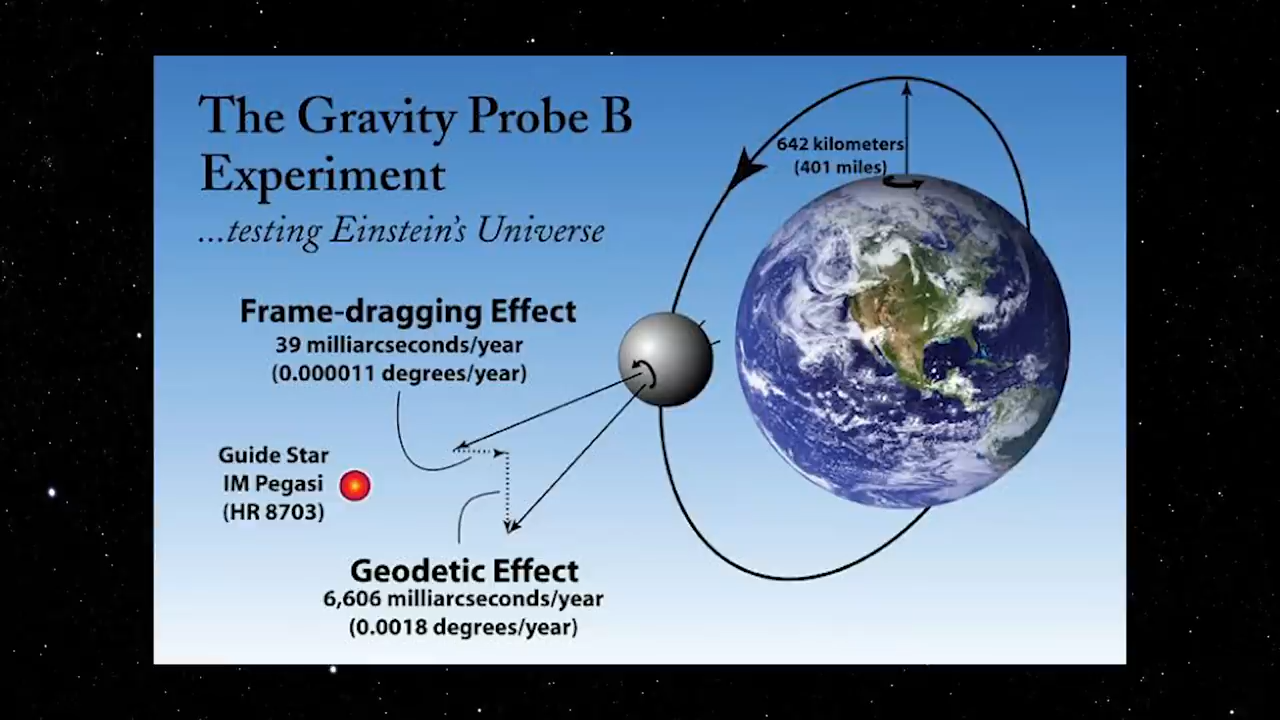 The Gravity Probe B
Experiment
...testing Einstein's Universe
642 kilometers
(401 miles)
Frame-dragging Effect
39 milliarcseconds/year
(0.000011 degrees/year)
Guide Star
IM Pegasi
(HR 8703)
Geodetic Effect
6,606 milliarcseconds/year
(0.0018 degrees/year)